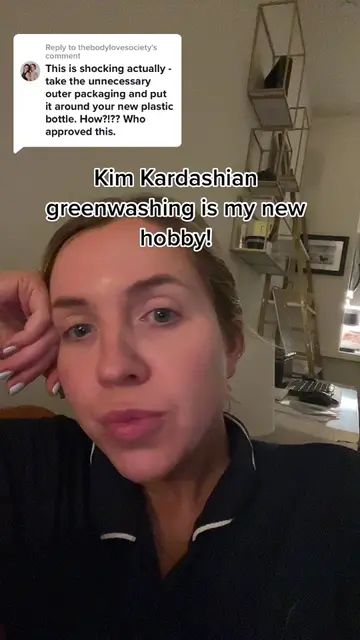 Reply to thebodylovesociety's
comment
This is shocking actually -
take the unnecessary
outer packaging and put
it around your new plastic
bottle. How?!?? Who
approved this.
Kim Kardashian
greenwashing is my new
hobby!